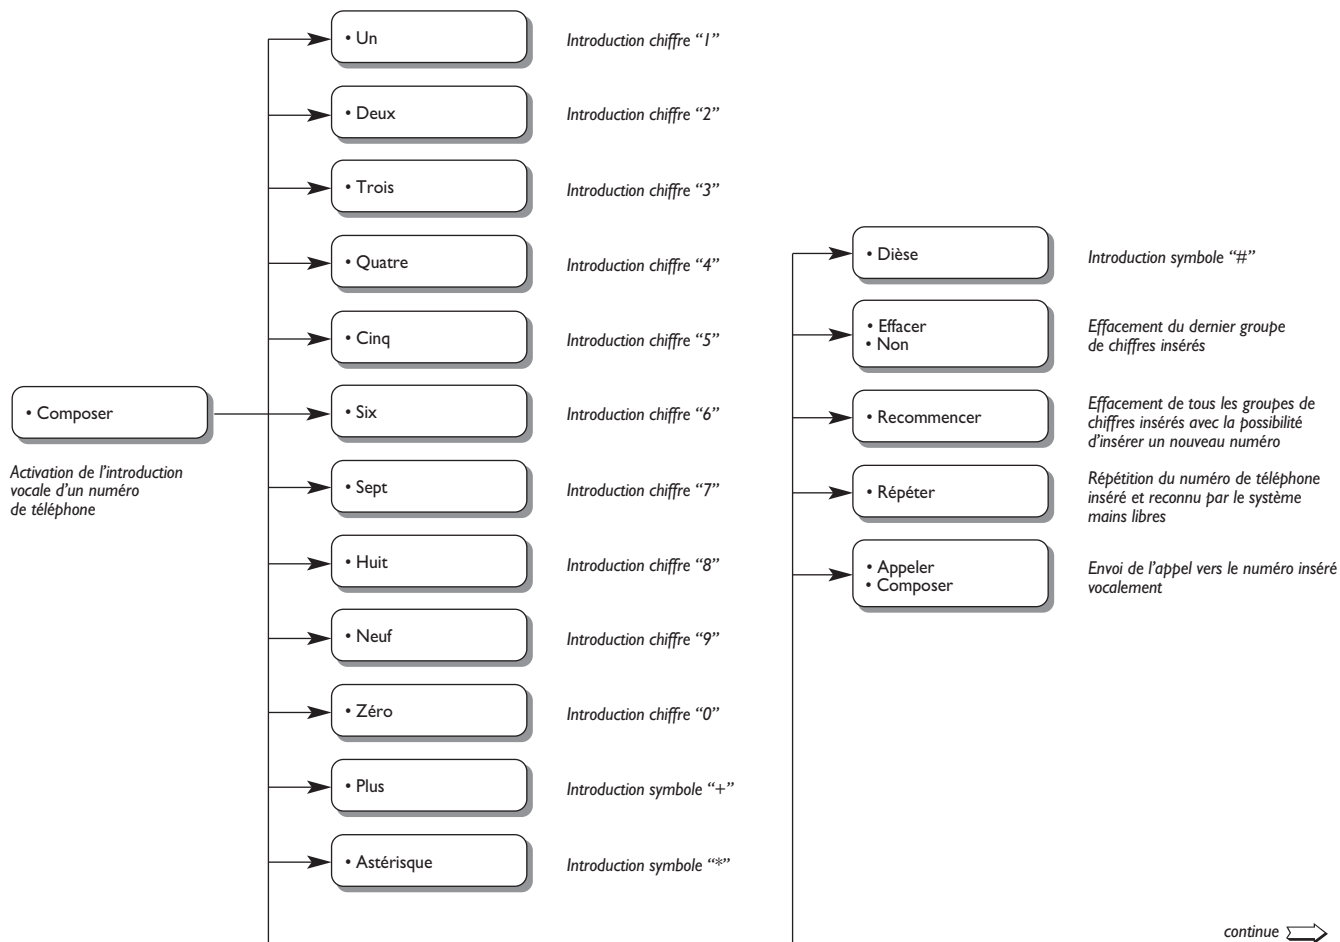 • Composer
Activation de l’introduction
vocale d’un numéro
de téléphone
• Un
Introduction chiffre “1”
• Deux
Introduction chiffre “2”
• Trois
Introduction chiffre “3”
• Quatre
Introduction chiffre “4”
• Cinq
Introduction chiffre “5”
• Six
Introduction chiffre “6”
• Sept
Introduction chiffre “7”
• Huit
Introduction chiffre “8”
• Neuf
Introduction chiffre “9”
• Zéro
Introduction chiffre “0”
• Plus
Introduction symbole “+”
• Astérisque
Introduction symbole “*”
• Dièse
Introduction symbole “#”
• Effacer
• Non
Effacement du dernier groupe
de chiffres insérés
• Recommencer
Effacement de tous les groupes de
chiffres insérés avec la possibilité
d’insérer un nouveau numéro
• Répéter
Répétition du numéro de téléphone
inséré et reconnu par le système
mains libres
• Appeler
• Composer
Envoi de l’appel vers le numéro inséré
vocalement
continue